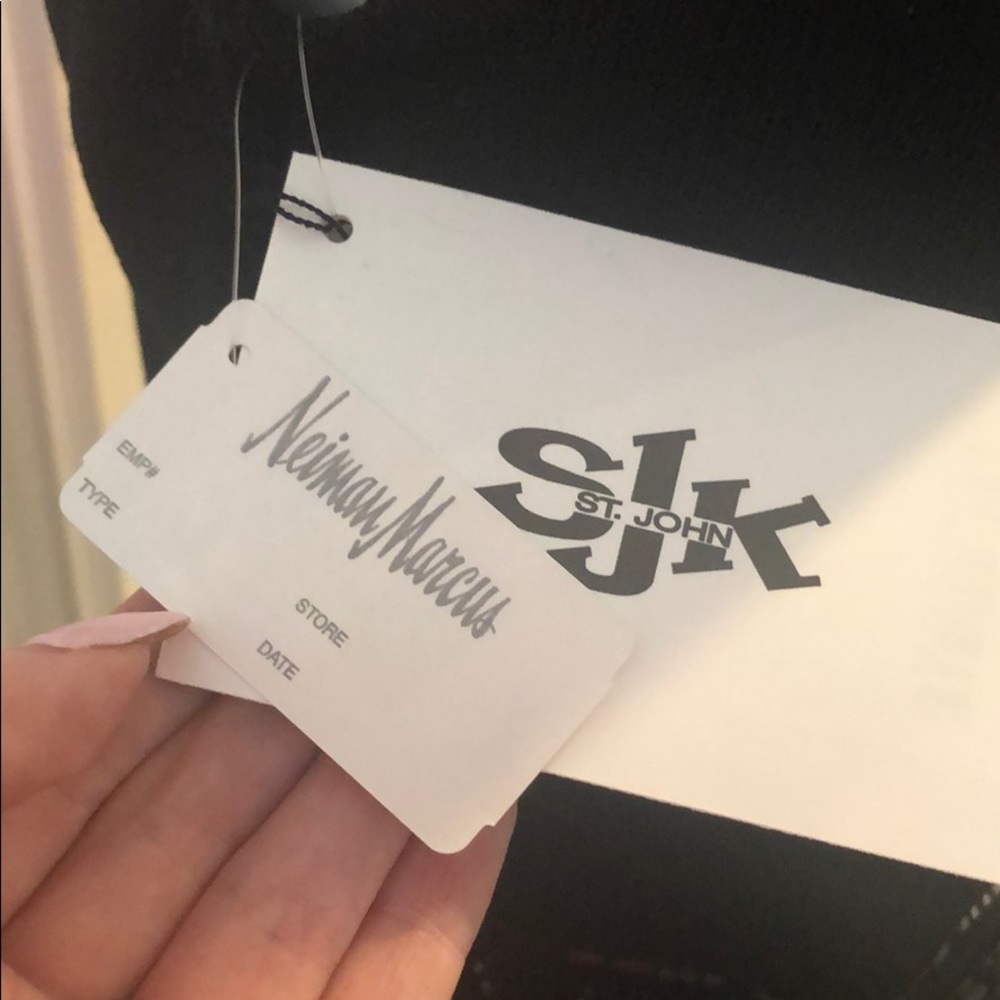 Neiman Marcus
EMP#
TYPE
STORE
DATE
SJK
ST. JOHN